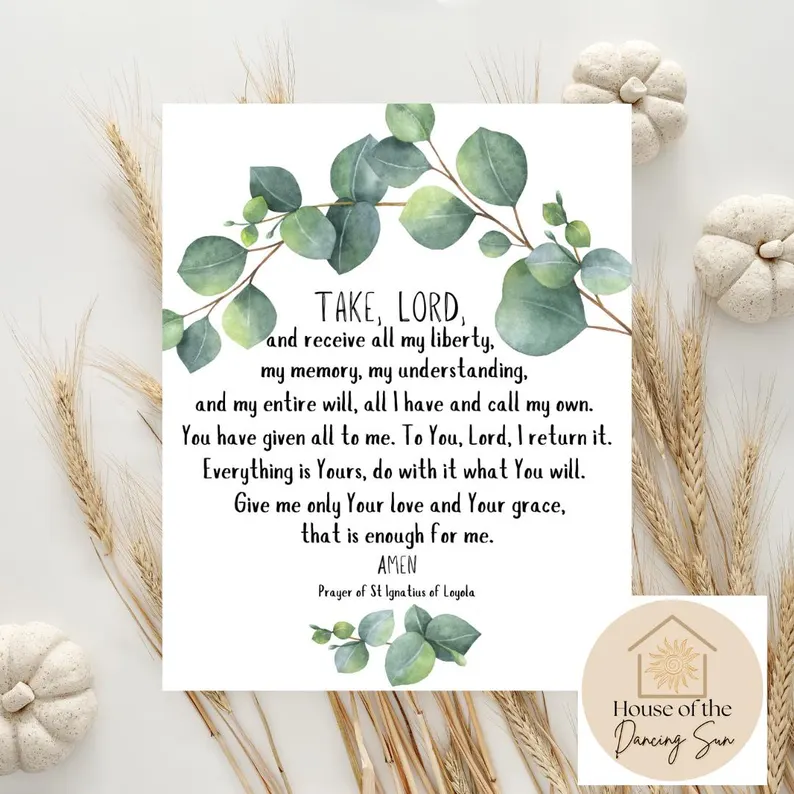 TAKE, LORD,
and receive all my liberty,
my memory, my understanding,
and my entire will, all I have and call my own.
You have given all to me. To You, Lord, I return it.
Everything is Yours, do with it what You will.
Give me only Your love and Your grace,
that is enough for me.
AMEN
Prayer of St Ignatius of Loyola
House of the
Dancing Sun